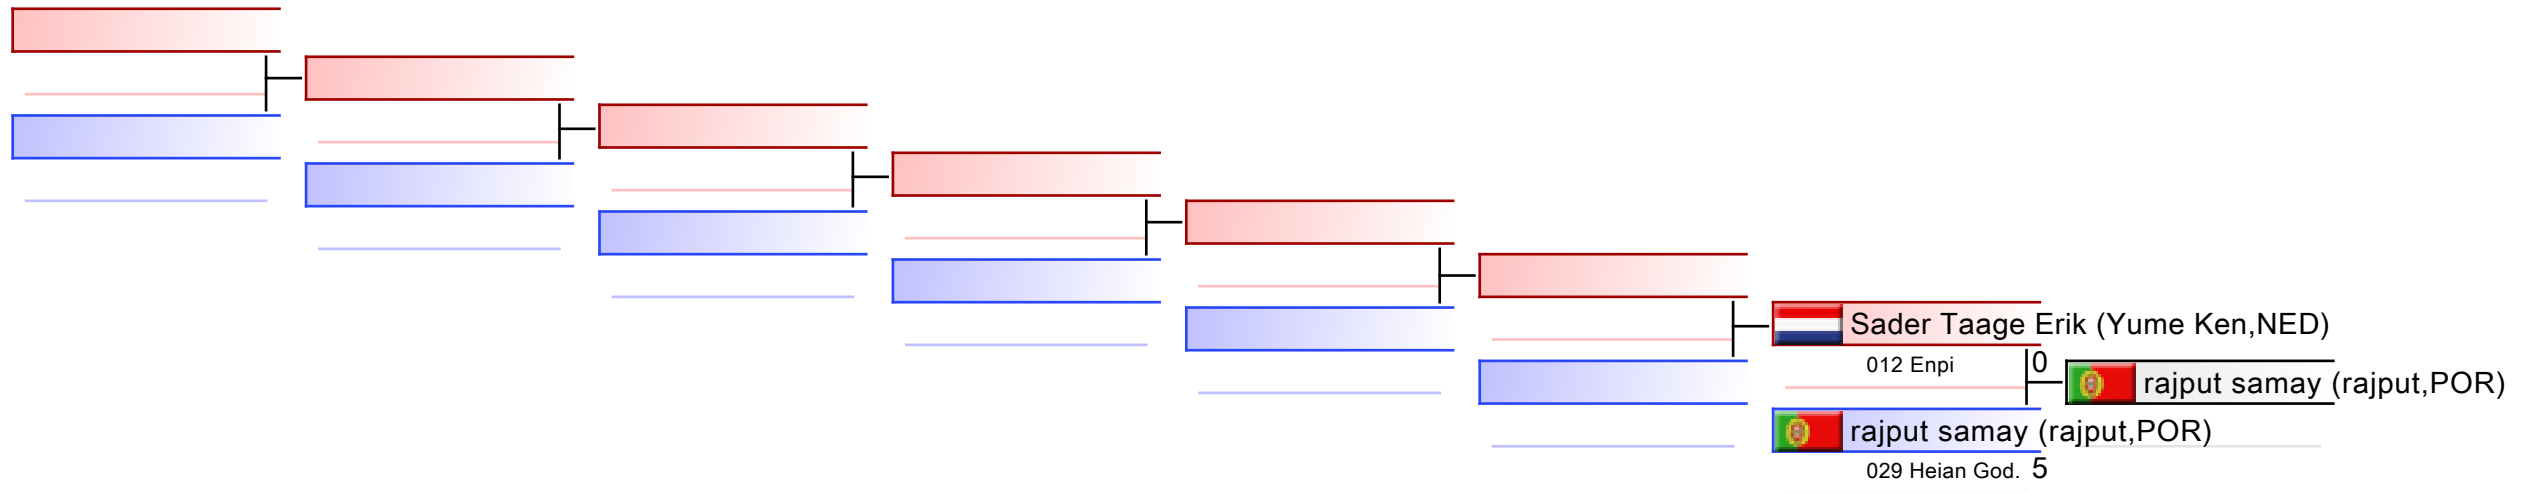 Sader Taage Erik (Yume Ken,NED)
012 Enpi 0
rajput samay (rajput,POR)
rajput samay (rajput,POR)
029 Heian God. 5